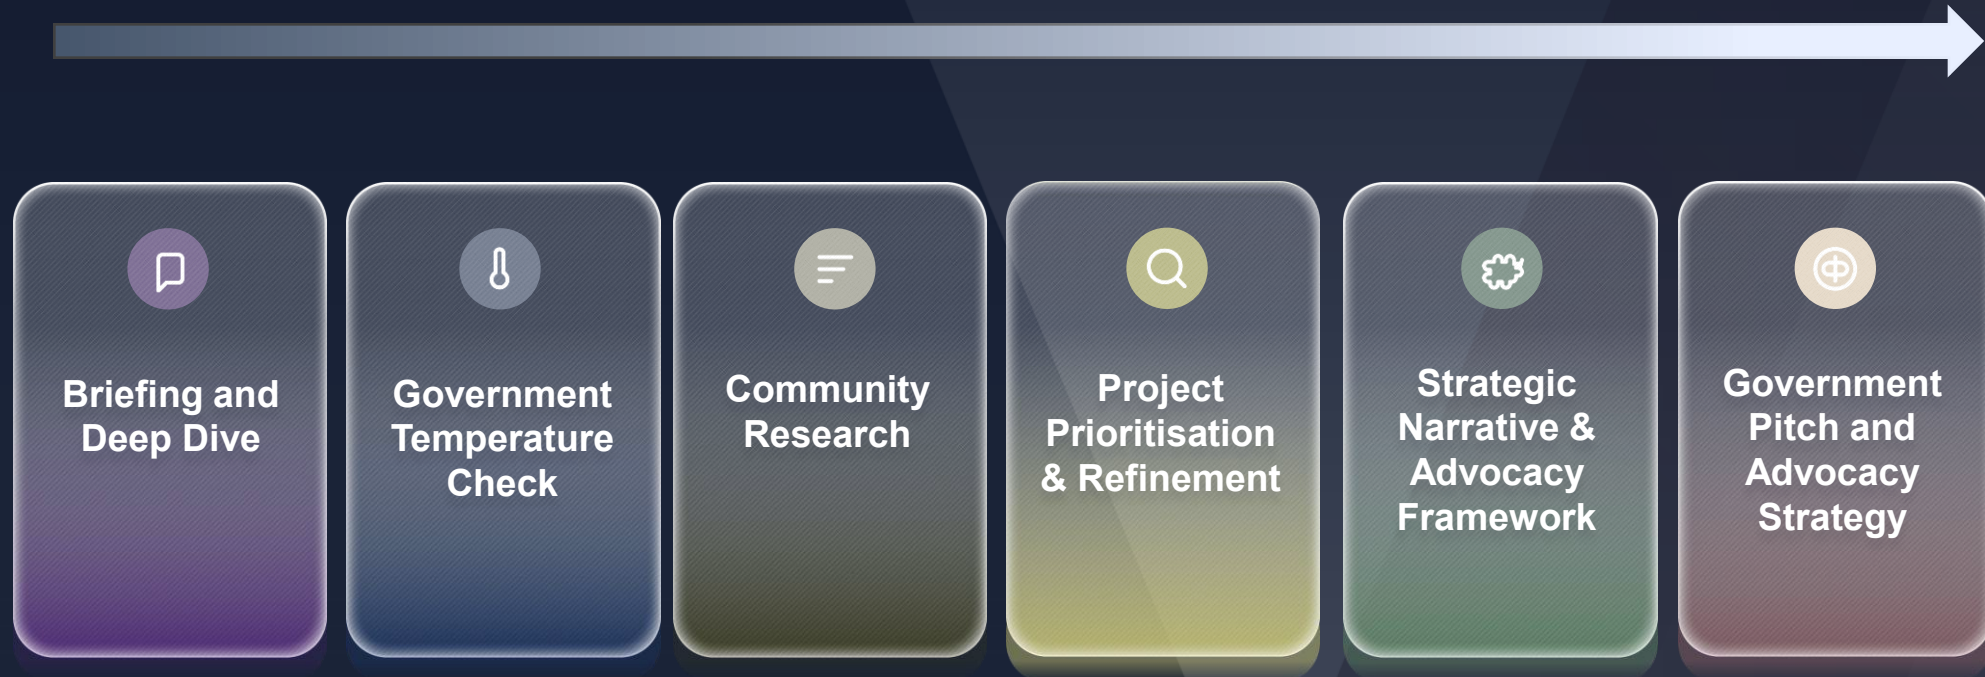 Briefing and
Deep Dive
Government
Temperature
Check
Community
Research
Project
Prioritisation
& Refinement
Strategic
Narrative &
Advocacy
Framework
Government
Pitch and
Advocacy
Strategy